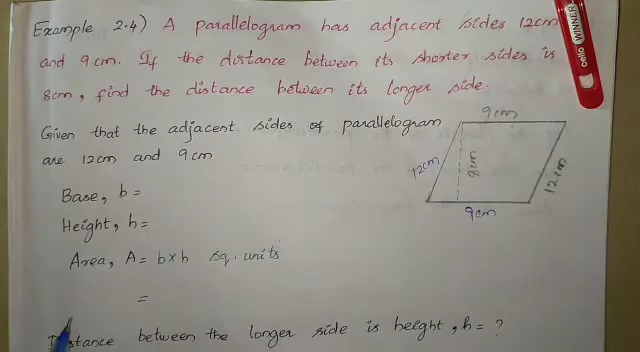 Example 2.4) A parallelogram has adjacent sides 12cm
and 9cm. If the distance between its shorter sides is
8cm, find the distance between its longer side.
Given that the adjacent sides of parallelogram
are 12cm and 9cm
9cm
12cm
8cm
12cm
9cm
Base, b =
Height, h =
Area, A = b×h sq. units
=
Distance between the longer side is height, h = ?
cello WINNER